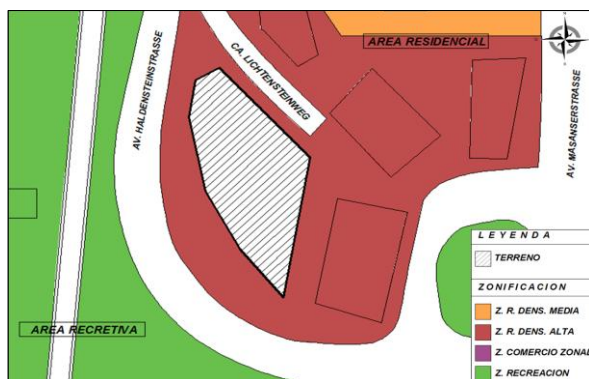 AREA RESIDENCIAL
CA. LICHTENSTEINWEG
AV. HALDENSTEINSTRASSE
AV. MASANSERSTRASSE
AREA RECRETIVA
LEYENDA
TERRENO
ZONIFICACION
Z. R. DENS. MEDIA
Z. R. DENS. ALTA
Z. COMERCIO ZONAL
Z. RECREACION